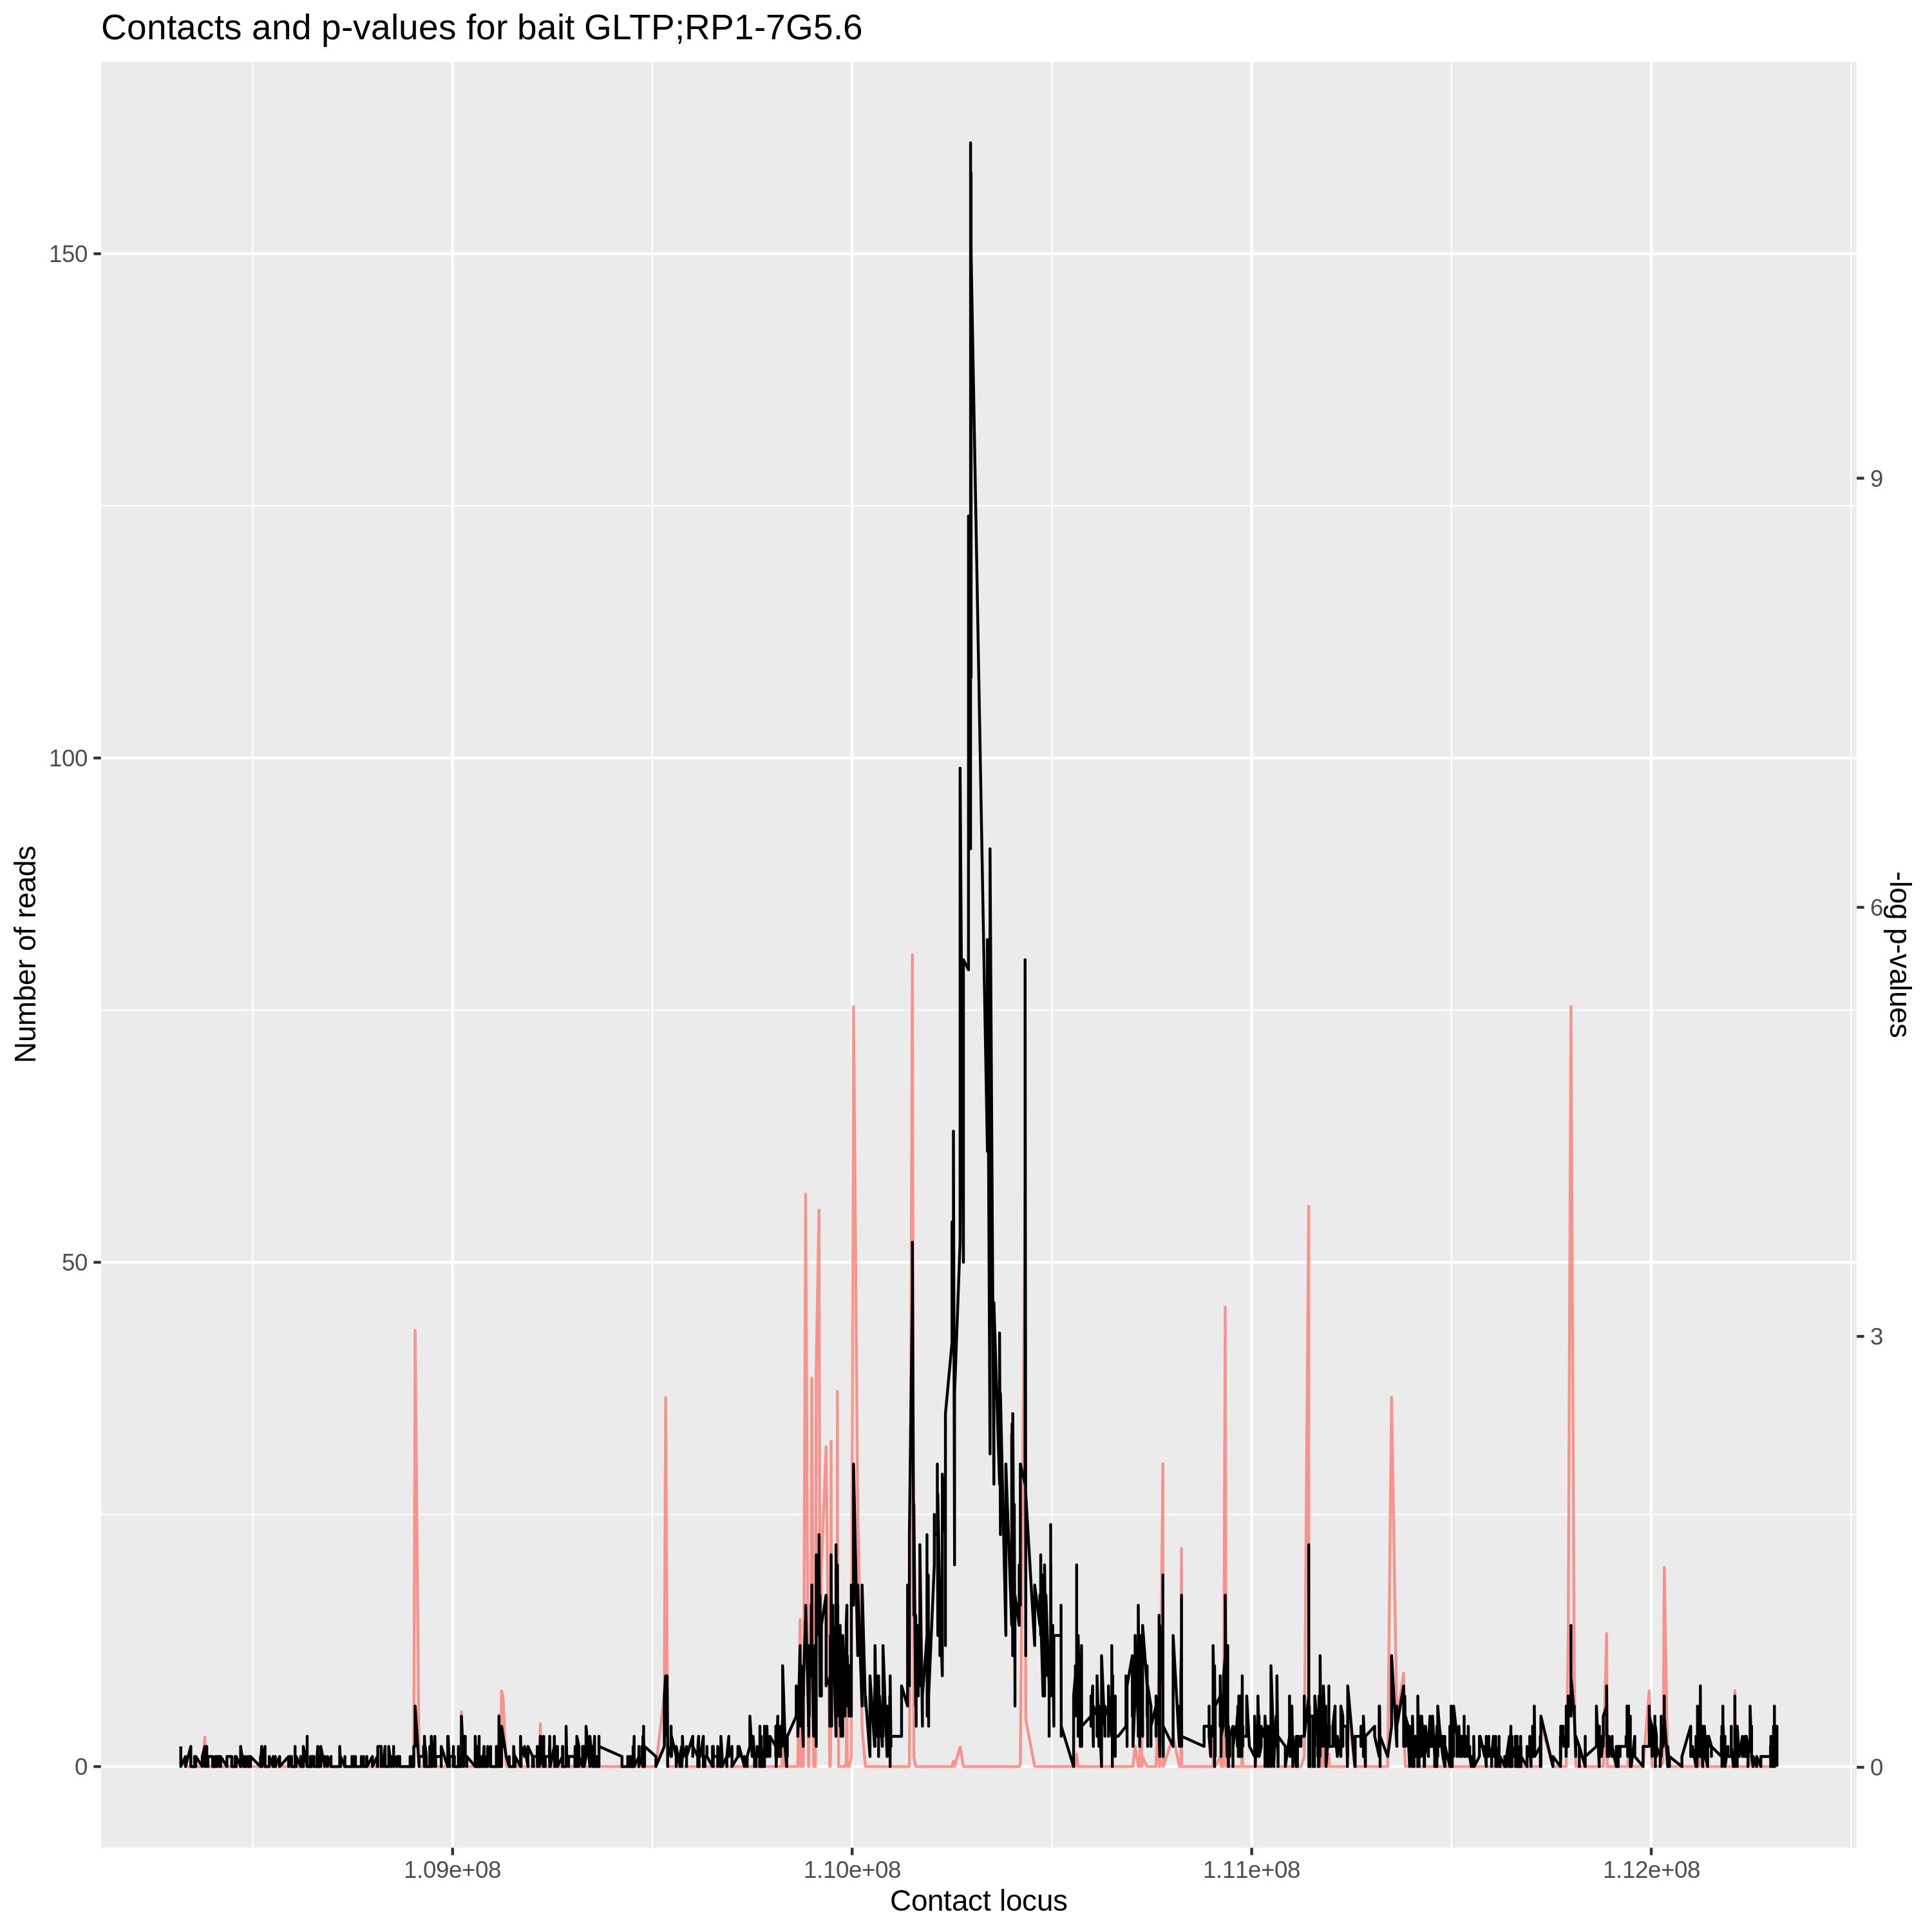 Contacts and p-values for bait GLTP;RP1-7G5.6
150
100
50
0
Number of reads
9
6
3
0
-log p-values
1.09e+08
1.10e+08
1.11e+08
1.12e+08
Contact locus